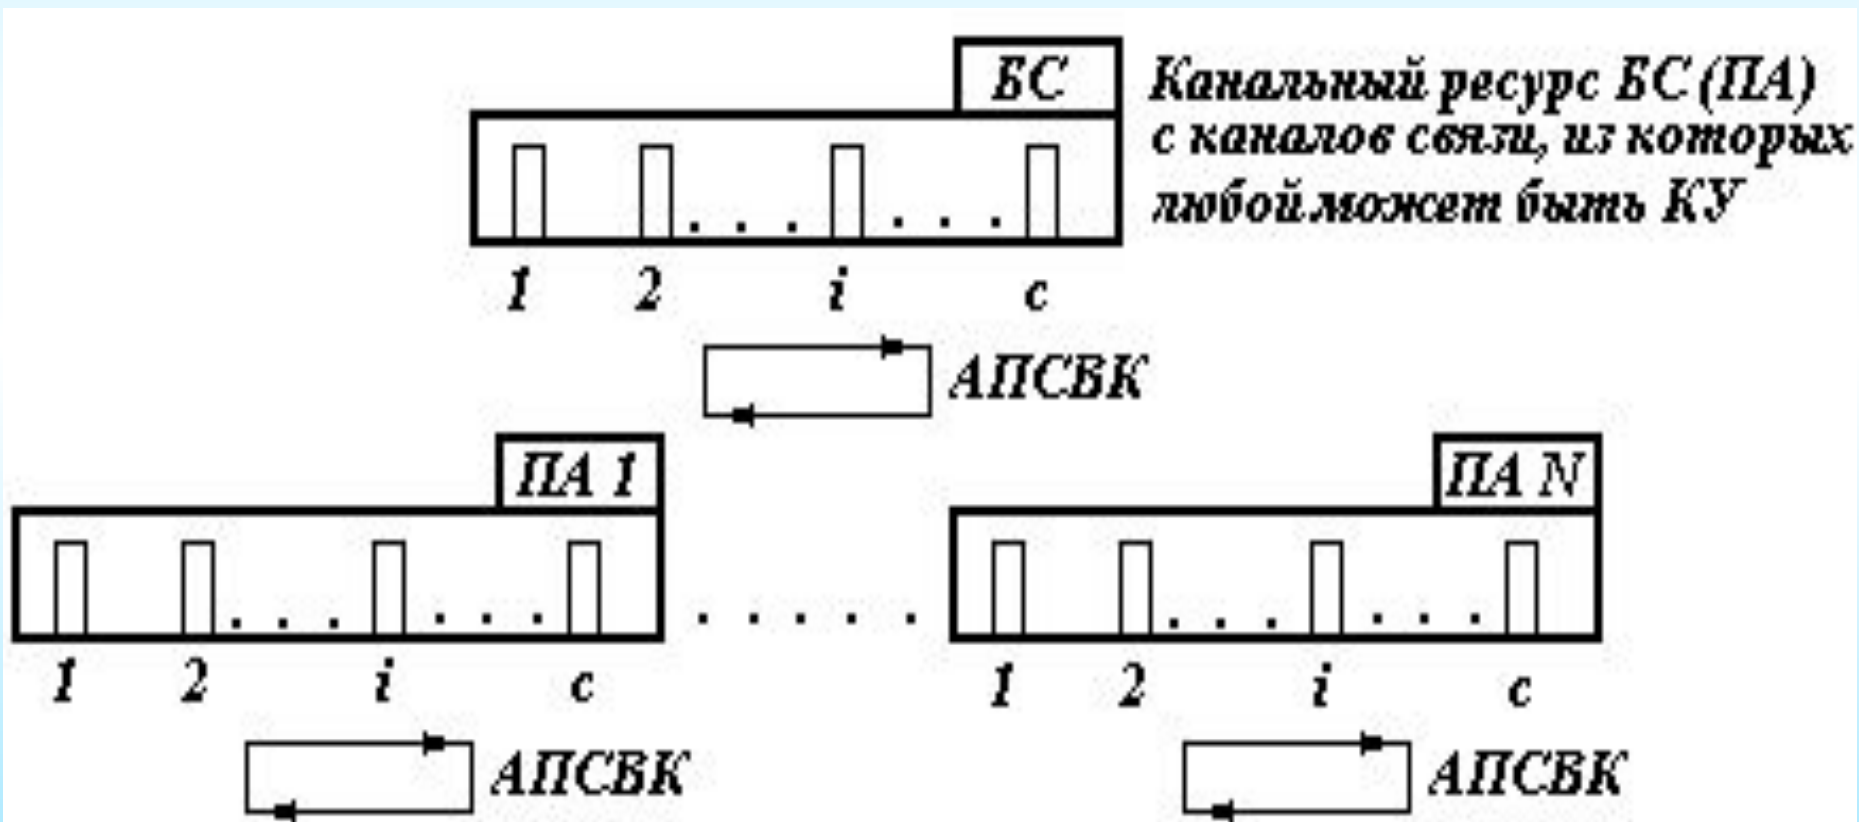 БС
Канальный ресурс БС (ПА)
с каналов связи, из которых
любой может быть КУ
1 2 . . . i . . . c
АПСВК
ПА 1
ПА N
1 2 . . . i . . . c . . . . . 1 2 . . . i . . . c
АПСВК
АПСВК